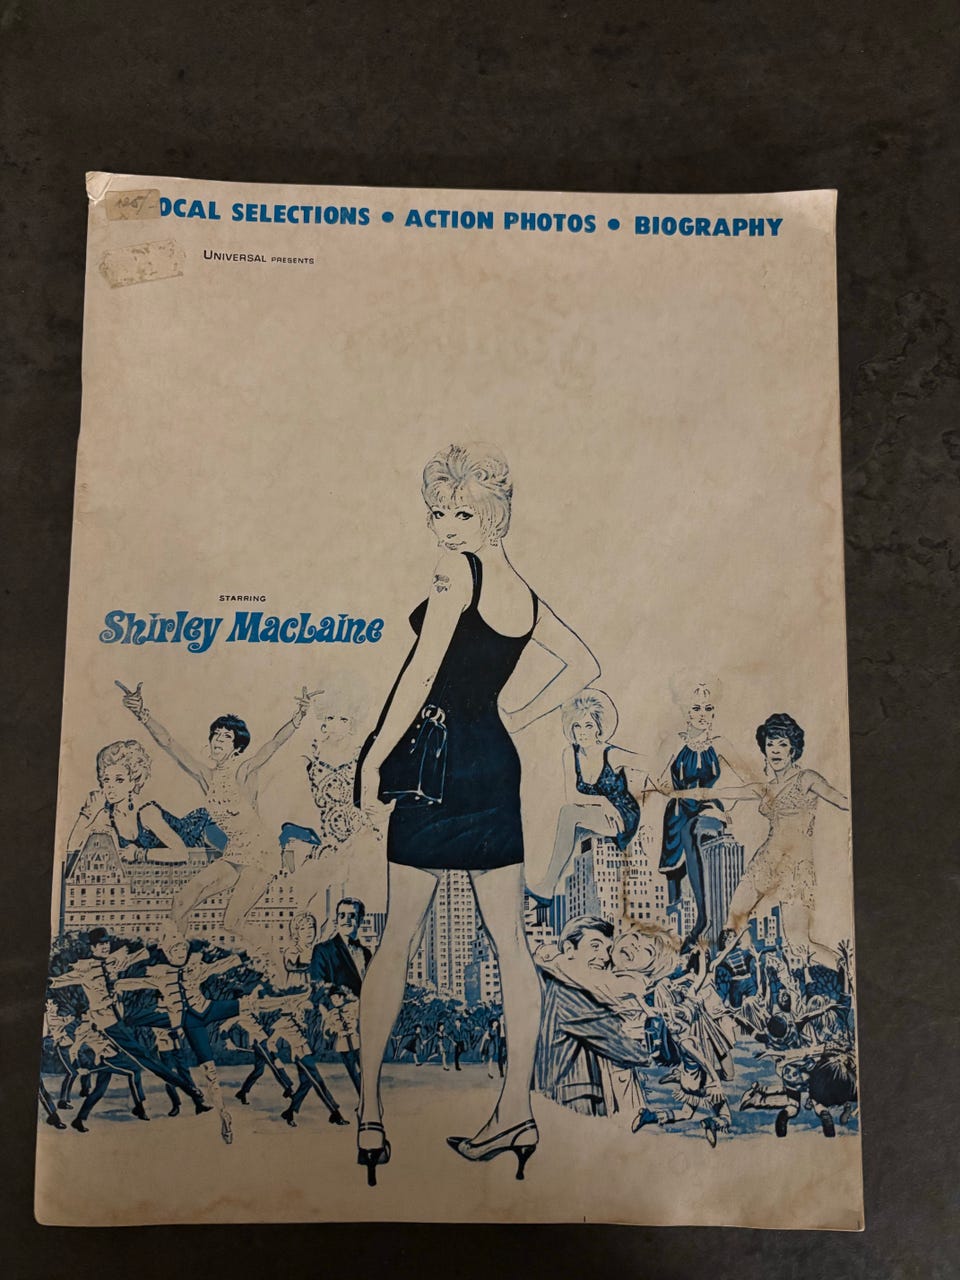 OCAL SELECTIONS • ACTION PHOTOS • BIOGRAPHY
UNIVERSAL PRESENTS
STARRING
Shirley MacLaine